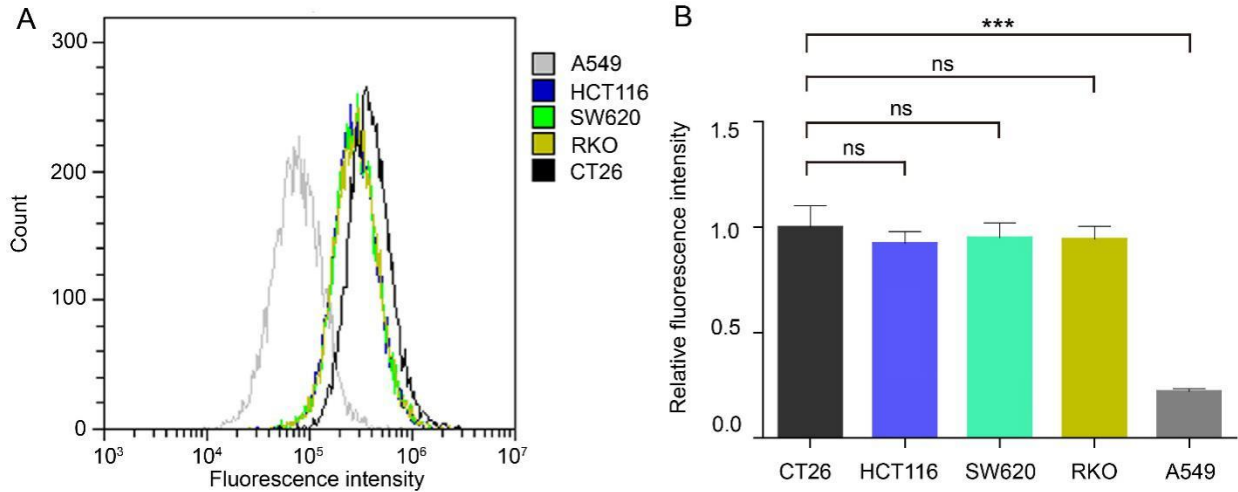 A
300
200
100
0
Count
10³ 10⁴ 10⁵ 10⁶ 10⁷
Fluorescence intensity
A549
HCT116
SW620
RKO
CT26
B
***
ns
ns
ns
1.5
1.0
0.5
0.0
Relative fluorescence intensity
CT26 HCT116 SW620 RKO A549